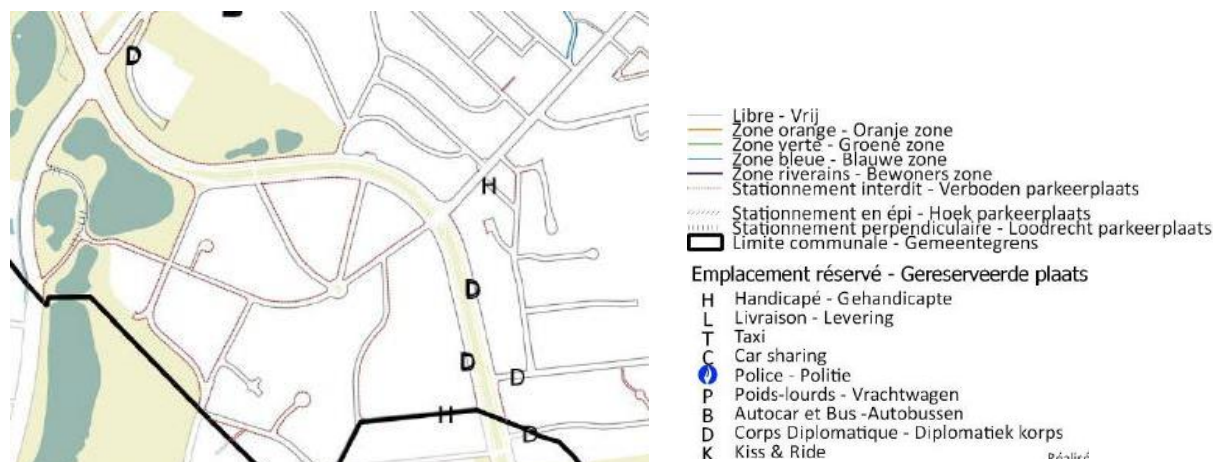 D
H
D
D
D
H
D
Libre - Vrij
Zone orange - Oranje zone
Zone verte - Groene zone
Zone bleue - Blauwe zone
Zone riverains - Bewoners zone
Stationnement interdit - Verboden parkeerplaats
Stationnement en épi - Hoek parkeerplaats
Stationnement perpendiculaire - Loodrecht parkeerplaats
Limite communale - Gemeentegrens
Emplacement réservé - Gereserveerde plaats
H Handicapé - Gehandicapte
L Livraison - Levering
T Taxi
C Car sharing
Police - Politie
P Poids-lourds - Vrachtwagen
B Autocar et Bus -Autobussen
D Corps Diplomatique - Diplomatiek korps
K Kiss & Ride
Réalisé